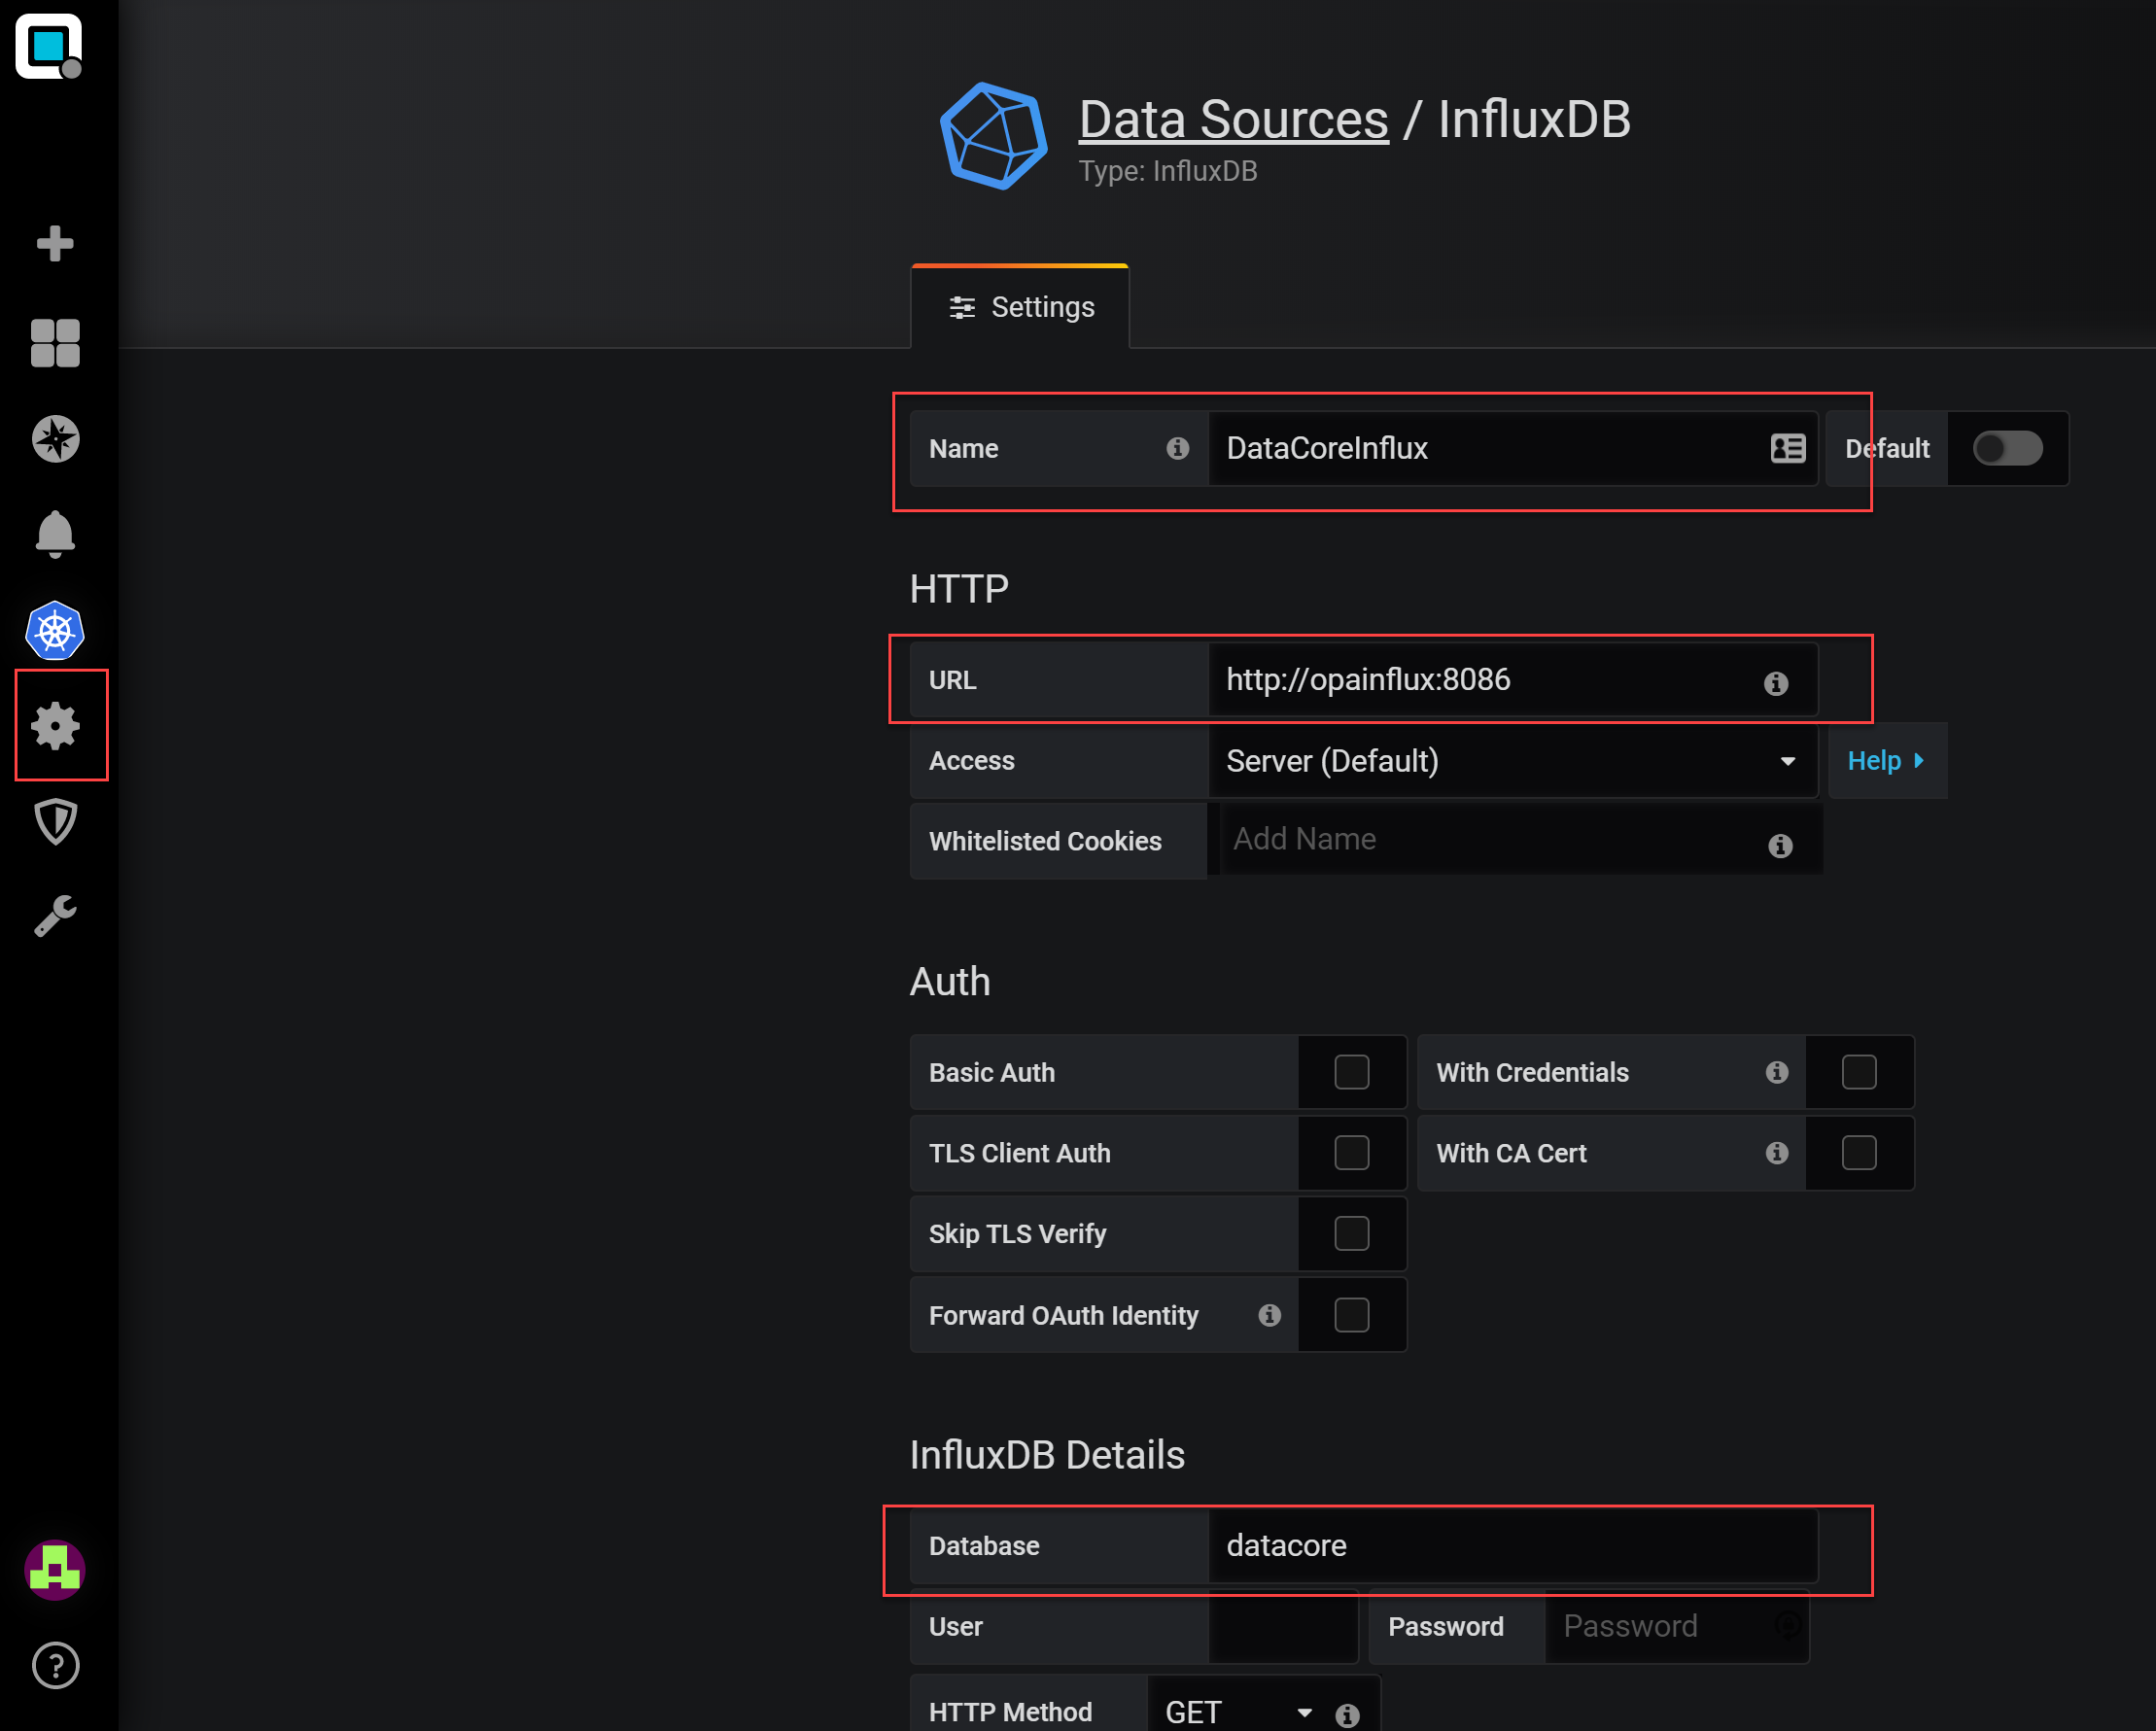 Data Sources / InfluxDB
Type: InfluxDB
Settings
Name DataCoreInflux Default
HTTP
URL http://opainflux:8086
Access Server (Default) Help
Whitelisted Cookies Add Name
Auth
Basic Auth With Credentials
TLS Client Auth With CA Cert
Skip TLS Verify
Forward OAuth Identity
InfluxDB Details
Database datacore
User Password Password
HTTP Method GET